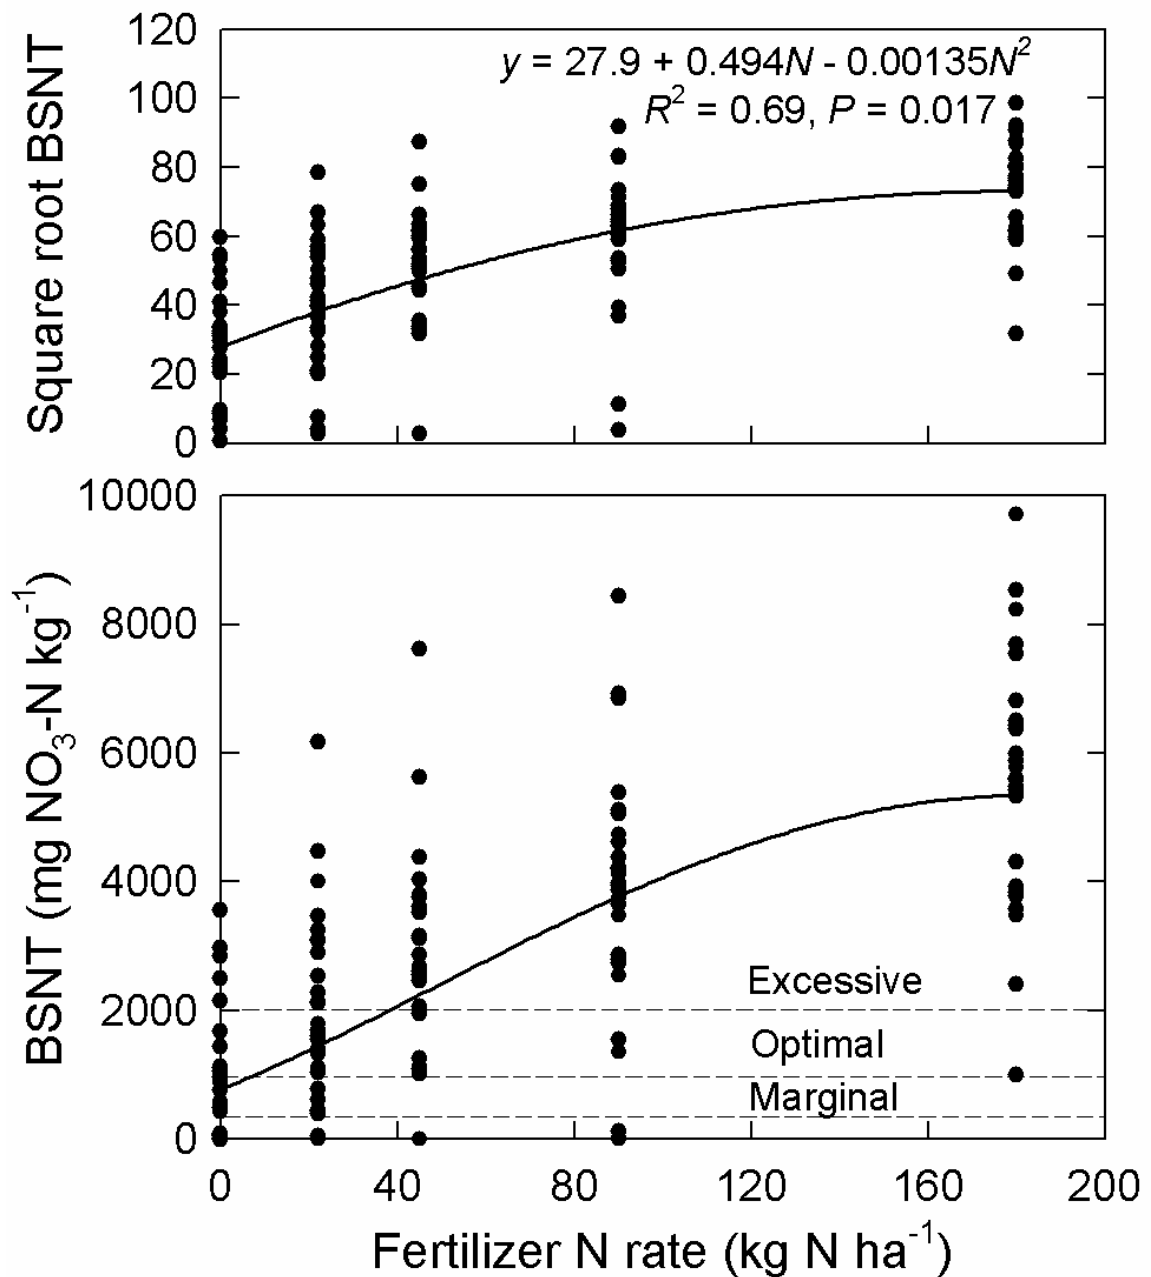 Square root BSNT
120
100
80
60
40
20
0
y = 27.9 + 0.494N - 0.00135N²
R² = 0.69, P = 0.017
BSNT (mg NO₃-N kg⁻¹)
10000
8000
6000
4000
2000
0
Excessive
Optimal
Marginal
0 40 80 120 160 200
Fertilizer N rate (kg N ha⁻¹)